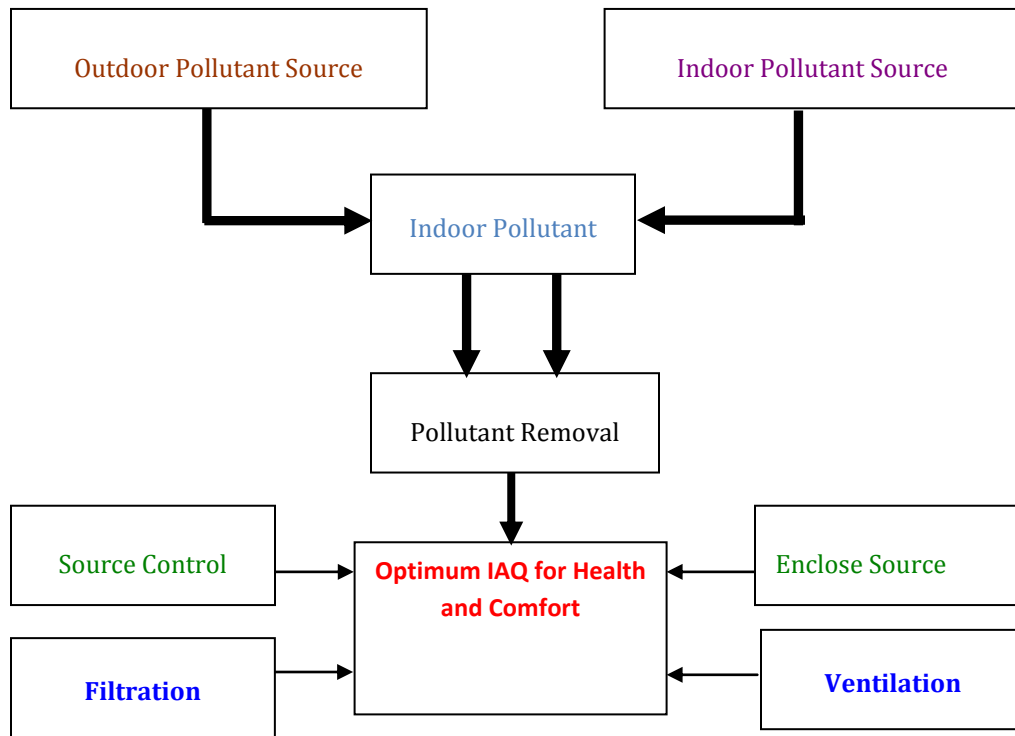 Outdoor Pollutant Source
Indoor Pollutant Source
Indoor Pollutant
Pollutant Removal
Source Control
Optimum IAQ for Health
and Comfort
Enclose Source
Filtration
Ventilation